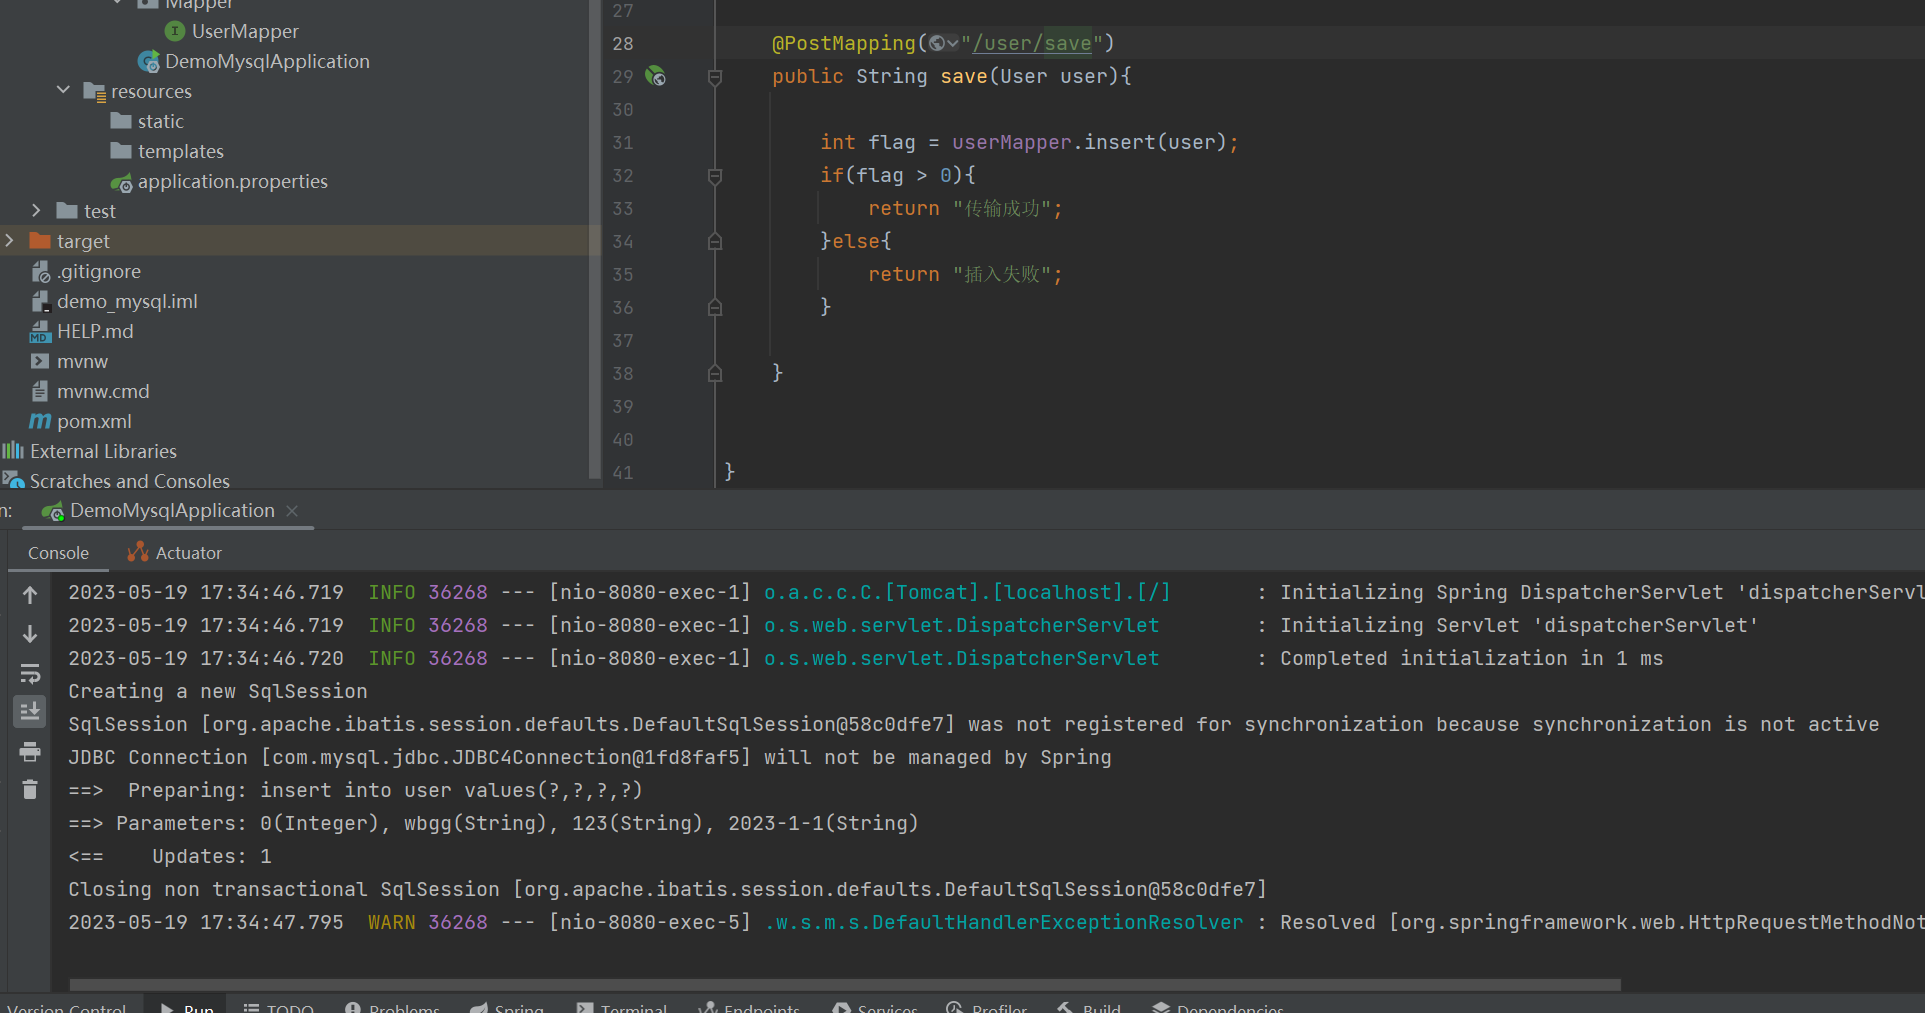 Mapper
UserMapper
DemoMysqlApplication
resources
static
templates
application.properties
test
target
.gitignore
demo_mysql.iml
HELP.md
mvnw
mvnw.cmd
pom.xml
External Libraries
Scratches and Consoles
27
28 @PostMapping("/user/save")
29 public String save(User user){
30
31 int flag = userMapper.insert(user);
32 if(flag > 0){
33 return "传输成功";
34 }else{
35 return "插入失败";
36 }
37
38 }
39
40
41 }
n: DemoMysqlApplication
Console Actuator
2023-05-19 17:34:46.719  INFO 36268 --- [nio-8080-exec-1] o.a.c.c.C.[Tomcat].[localhost].[/]       : Initializing Spring DispatcherServlet 'dispatcherServl
2023-05-19 17:34:46.719  INFO 36268 --- [nio-8080-exec-1] o.s.web.servlet.DispatcherServlet        : Initializing Servlet 'dispatcherServlet'
2023-05-19 17:34:46.720  INFO 36268 --- [nio-8080-exec-1] o.s.web.servlet.DispatcherServlet        : Completed initialization in 1 ms
Creating a new SqlSession
SqlSession [org.apache.ibatis.session.defaults.DefaultSqlSession@58c0dfe7] was not registered for synchronization because synchronization is not active
JDBC Connection [com.mysql.jdbc.JDBC4Connection@1fd8faf5] will not be managed by Spring
==>  Preparing: insert into user values(?,?,?,?)
==> Parameters: 0(Integer), wbgg(String), 123(String), 2023-1-1(String)
<==    Updates: 1
Closing non transactional SqlSession [org.apache.ibatis.session.defaults.DefaultSqlSession@58c0dfe7]
2023-05-19 17:34:47.795  WARN 36268 --- [nio-8080-exec-5] .w.s.m.s.DefaultHandlerExceptionResolver : Resolved [org.springframework.web.HttpRequestMethodNot
Version Control Run TODO Problems Spring Terminal Endpoints Services Profiler Build Dependencies